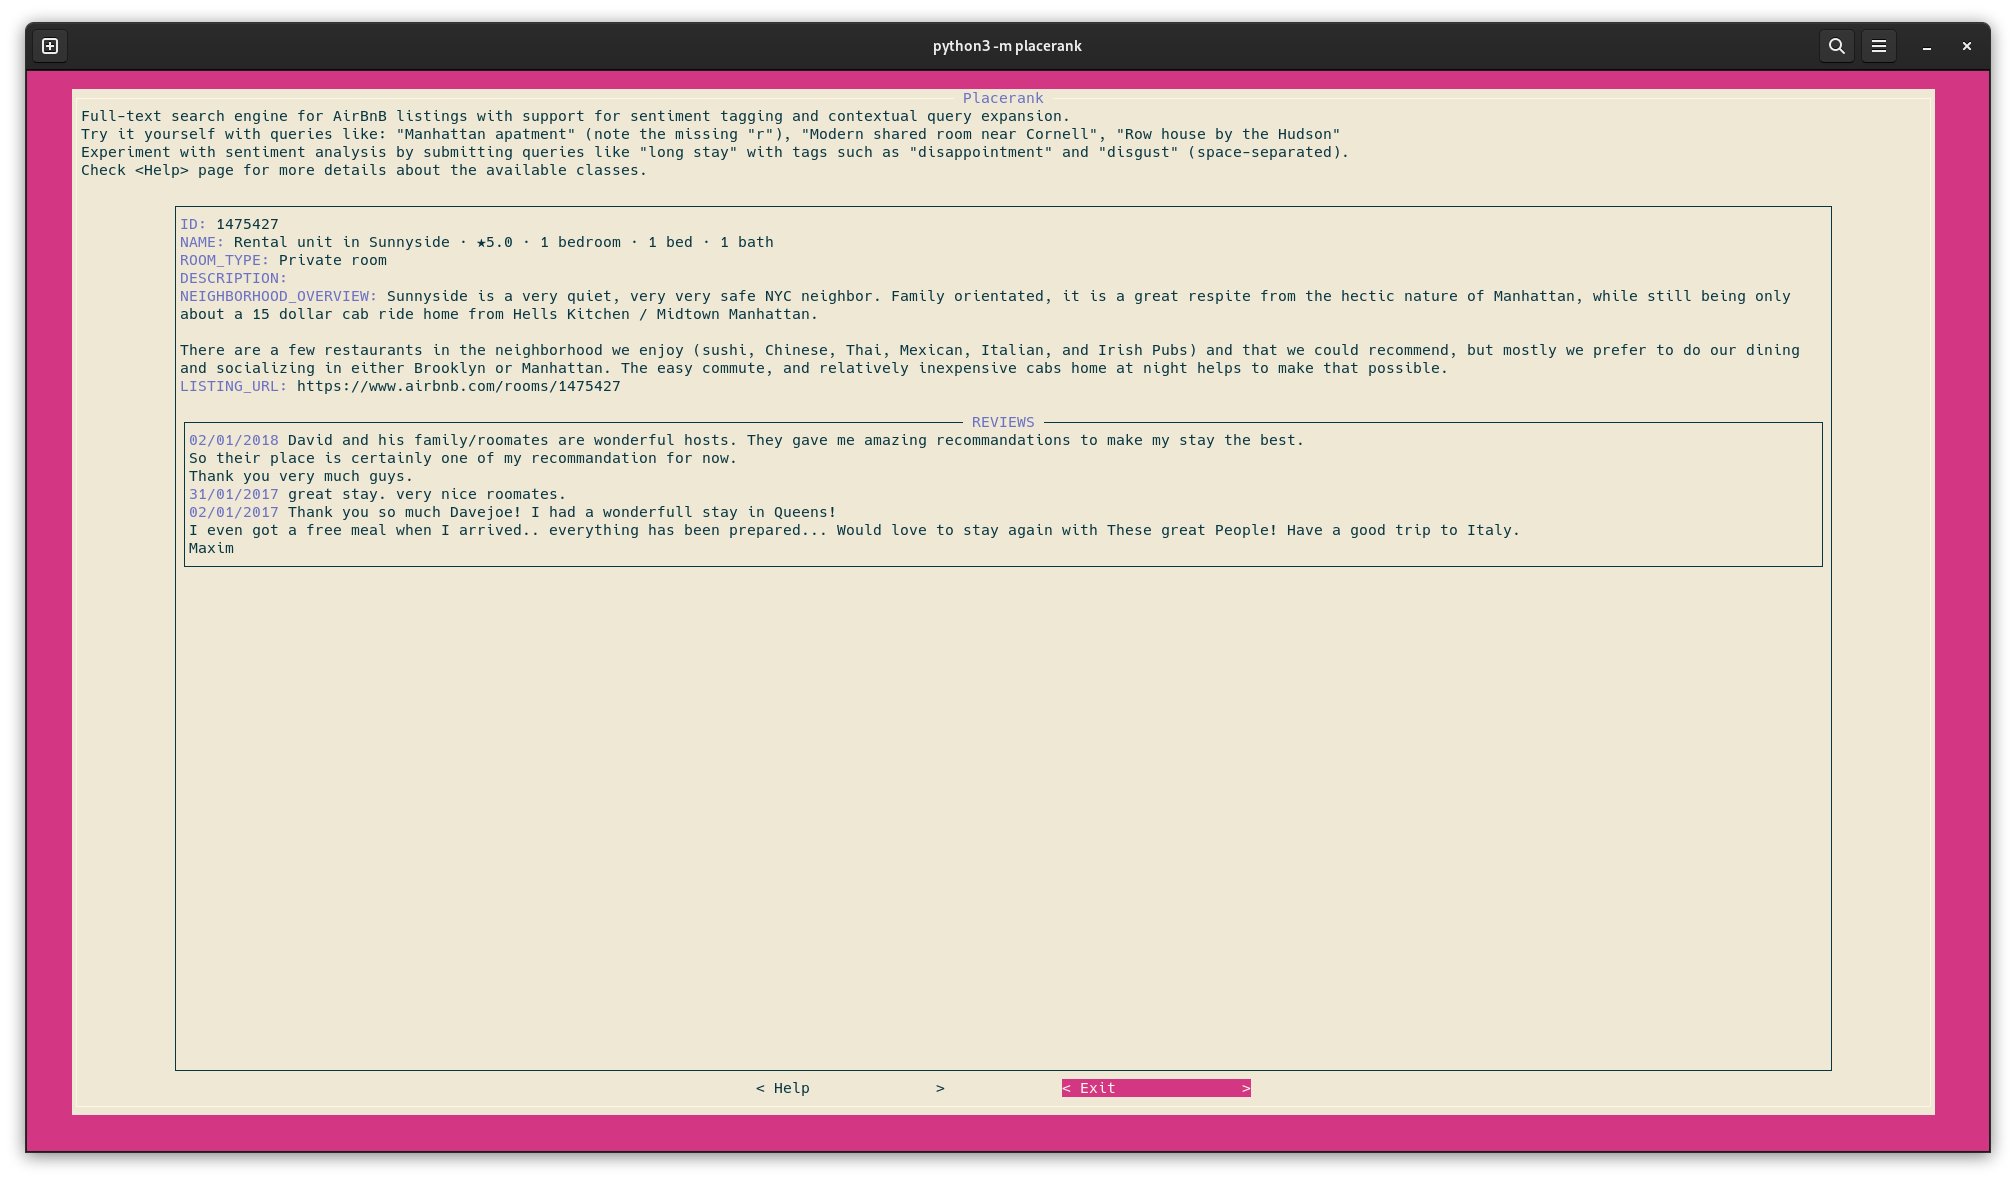 python3 -m placerank
Placerank
Full-text search engine for AirBnB listings with support for sentiment tagging and contextual query expansion.
Try it yourself with queries like: "Manhattan apatment" (note the missing "r"), "Modern shared room near Cornell", "Row house by the Hudson"
Experiment with sentiment analysis by submitting queries like "long stay" with tags such as "disappointment" and "disgust" (space-separated).
Check <Help> page for more details about the available classes.
ID: 1475427
NAME: Rental unit in Sunnyside · ★5.0 · 1 bedroom · 1 bed · 1 bath
ROOM_TYPE: Private room
DESCRIPTION:
NEIGHBORHOOD_OVERVIEW: Sunnyside is a very quiet, very very safe NYC neighbor. Family orientated, it is a great respite from the hectic nature of Manhattan, while still being only
about a 15 dollar cab ride home from Hells Kitchen / Midtown Manhattan.
There are a few restaurants in the neighborhood we enjoy (sushi, Chinese, Thai, Mexican, Italian, and Irish Pubs) and that we could recommend, but mostly we prefer to do our dining
and socializing in either Brooklyn or Manhattan. The easy commute, and relatively inexpensive cabs home at night helps to make that possible.
LISTING_URL: https://www.airbnb.com/rooms/1475427
REVIEWS
02/01/2018 David and his family/roomates are wonderful hosts. They gave me amazing recommandations to make my stay the best.
So their place is certainly one of my recommandation for now.
Thank you very much guys.
31/01/2017 great stay. very nice roomates.
02/01/2017 Thank you so much Davejoe! I had a wonderfull stay in Queens!
I even got a free meal when I arrived.. everything has been prepared... Would love to stay again with These great People! Have a good trip to Italy.
Maxim
< Help > < Exit >